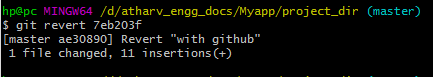 hp@pc MINGW64 /d/atharv_engg_docs/Myapp/project_dir (master)
$ git revert 7eb203f
[master ae30890] Revert "with github"
1 file changed, 11 insertions(+)